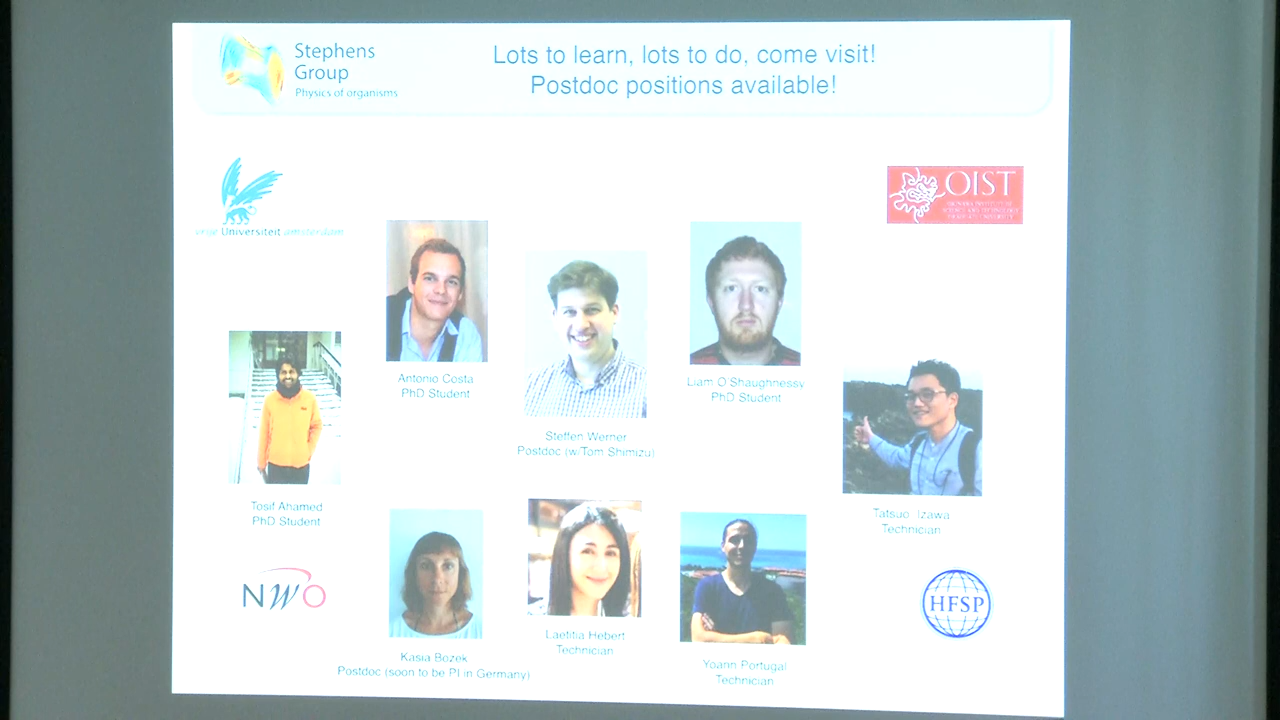 Stephens
Group
Physics of organisms
Lots to learn, lots to do, come visit!
Postdoc positions available!
vrije Universiteit amsterdam
OIST
Antonio Costa
PhD Student
Steffen Werner
Postdoc (w/Tom Shimizu)
Liam O'Shaughnessy
PhD Student
Tosif Ahamed
PhD Student
Tatsuo Izawa
Technician
NWO
Kasia Bozek
Postdoc (soon to be PI in Germany)
Laetitia Hebert
Technician
Yoann Portugal
Technician
HFSP